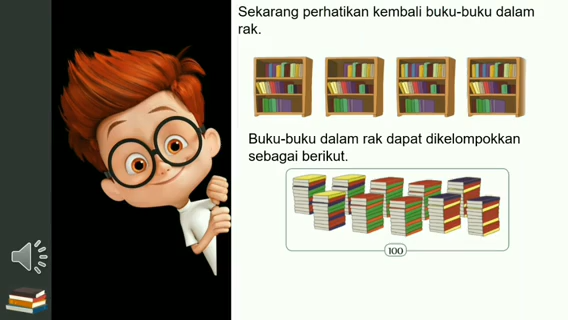 Sekarang perhatikan kembali buku-buku dalam
rak.
Buku-buku dalam rak dapat dikelompokkan
sebagai berikut.
100